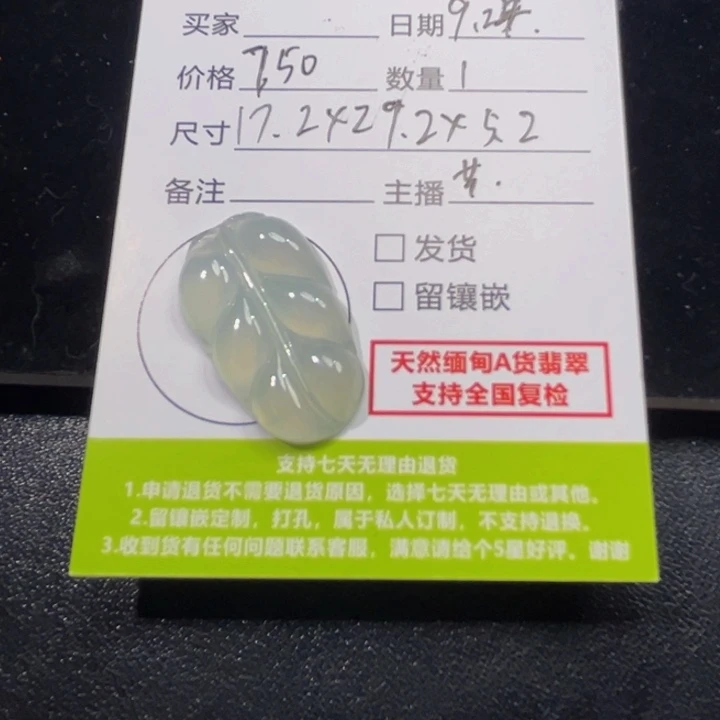 买家 日期 9.2
价格 7,50 数量 1
尺寸 17.2×29.2×5.2
备注 主播
发货
留镶嵌
天然缅甸A货翡翠
支持全国复检
支持七天无理由退货
1.申请退货不需要退货原因，选择七天无理由或其他。
2.留镶嵌定制，打孔，属于私人订制，不支持退换。
3.收到货有任何问题联系客服，满意请给个5星好评。谢谢